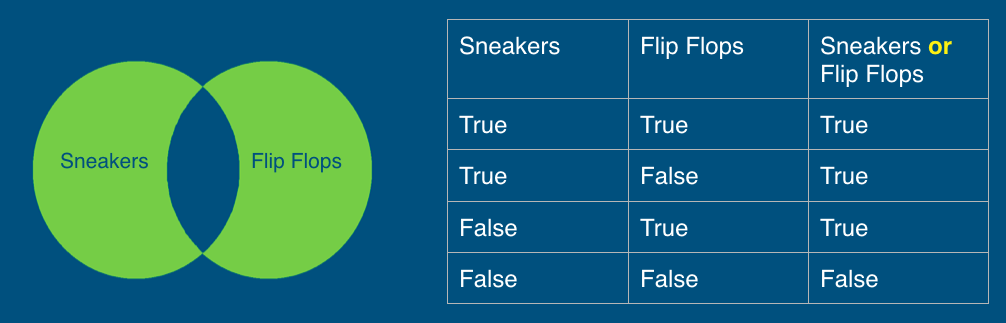 Sneakers
Flip Flops
Sneakers Flip Flops Sneakers or
Flip Flops
True True True
True False True
False True True
False False False